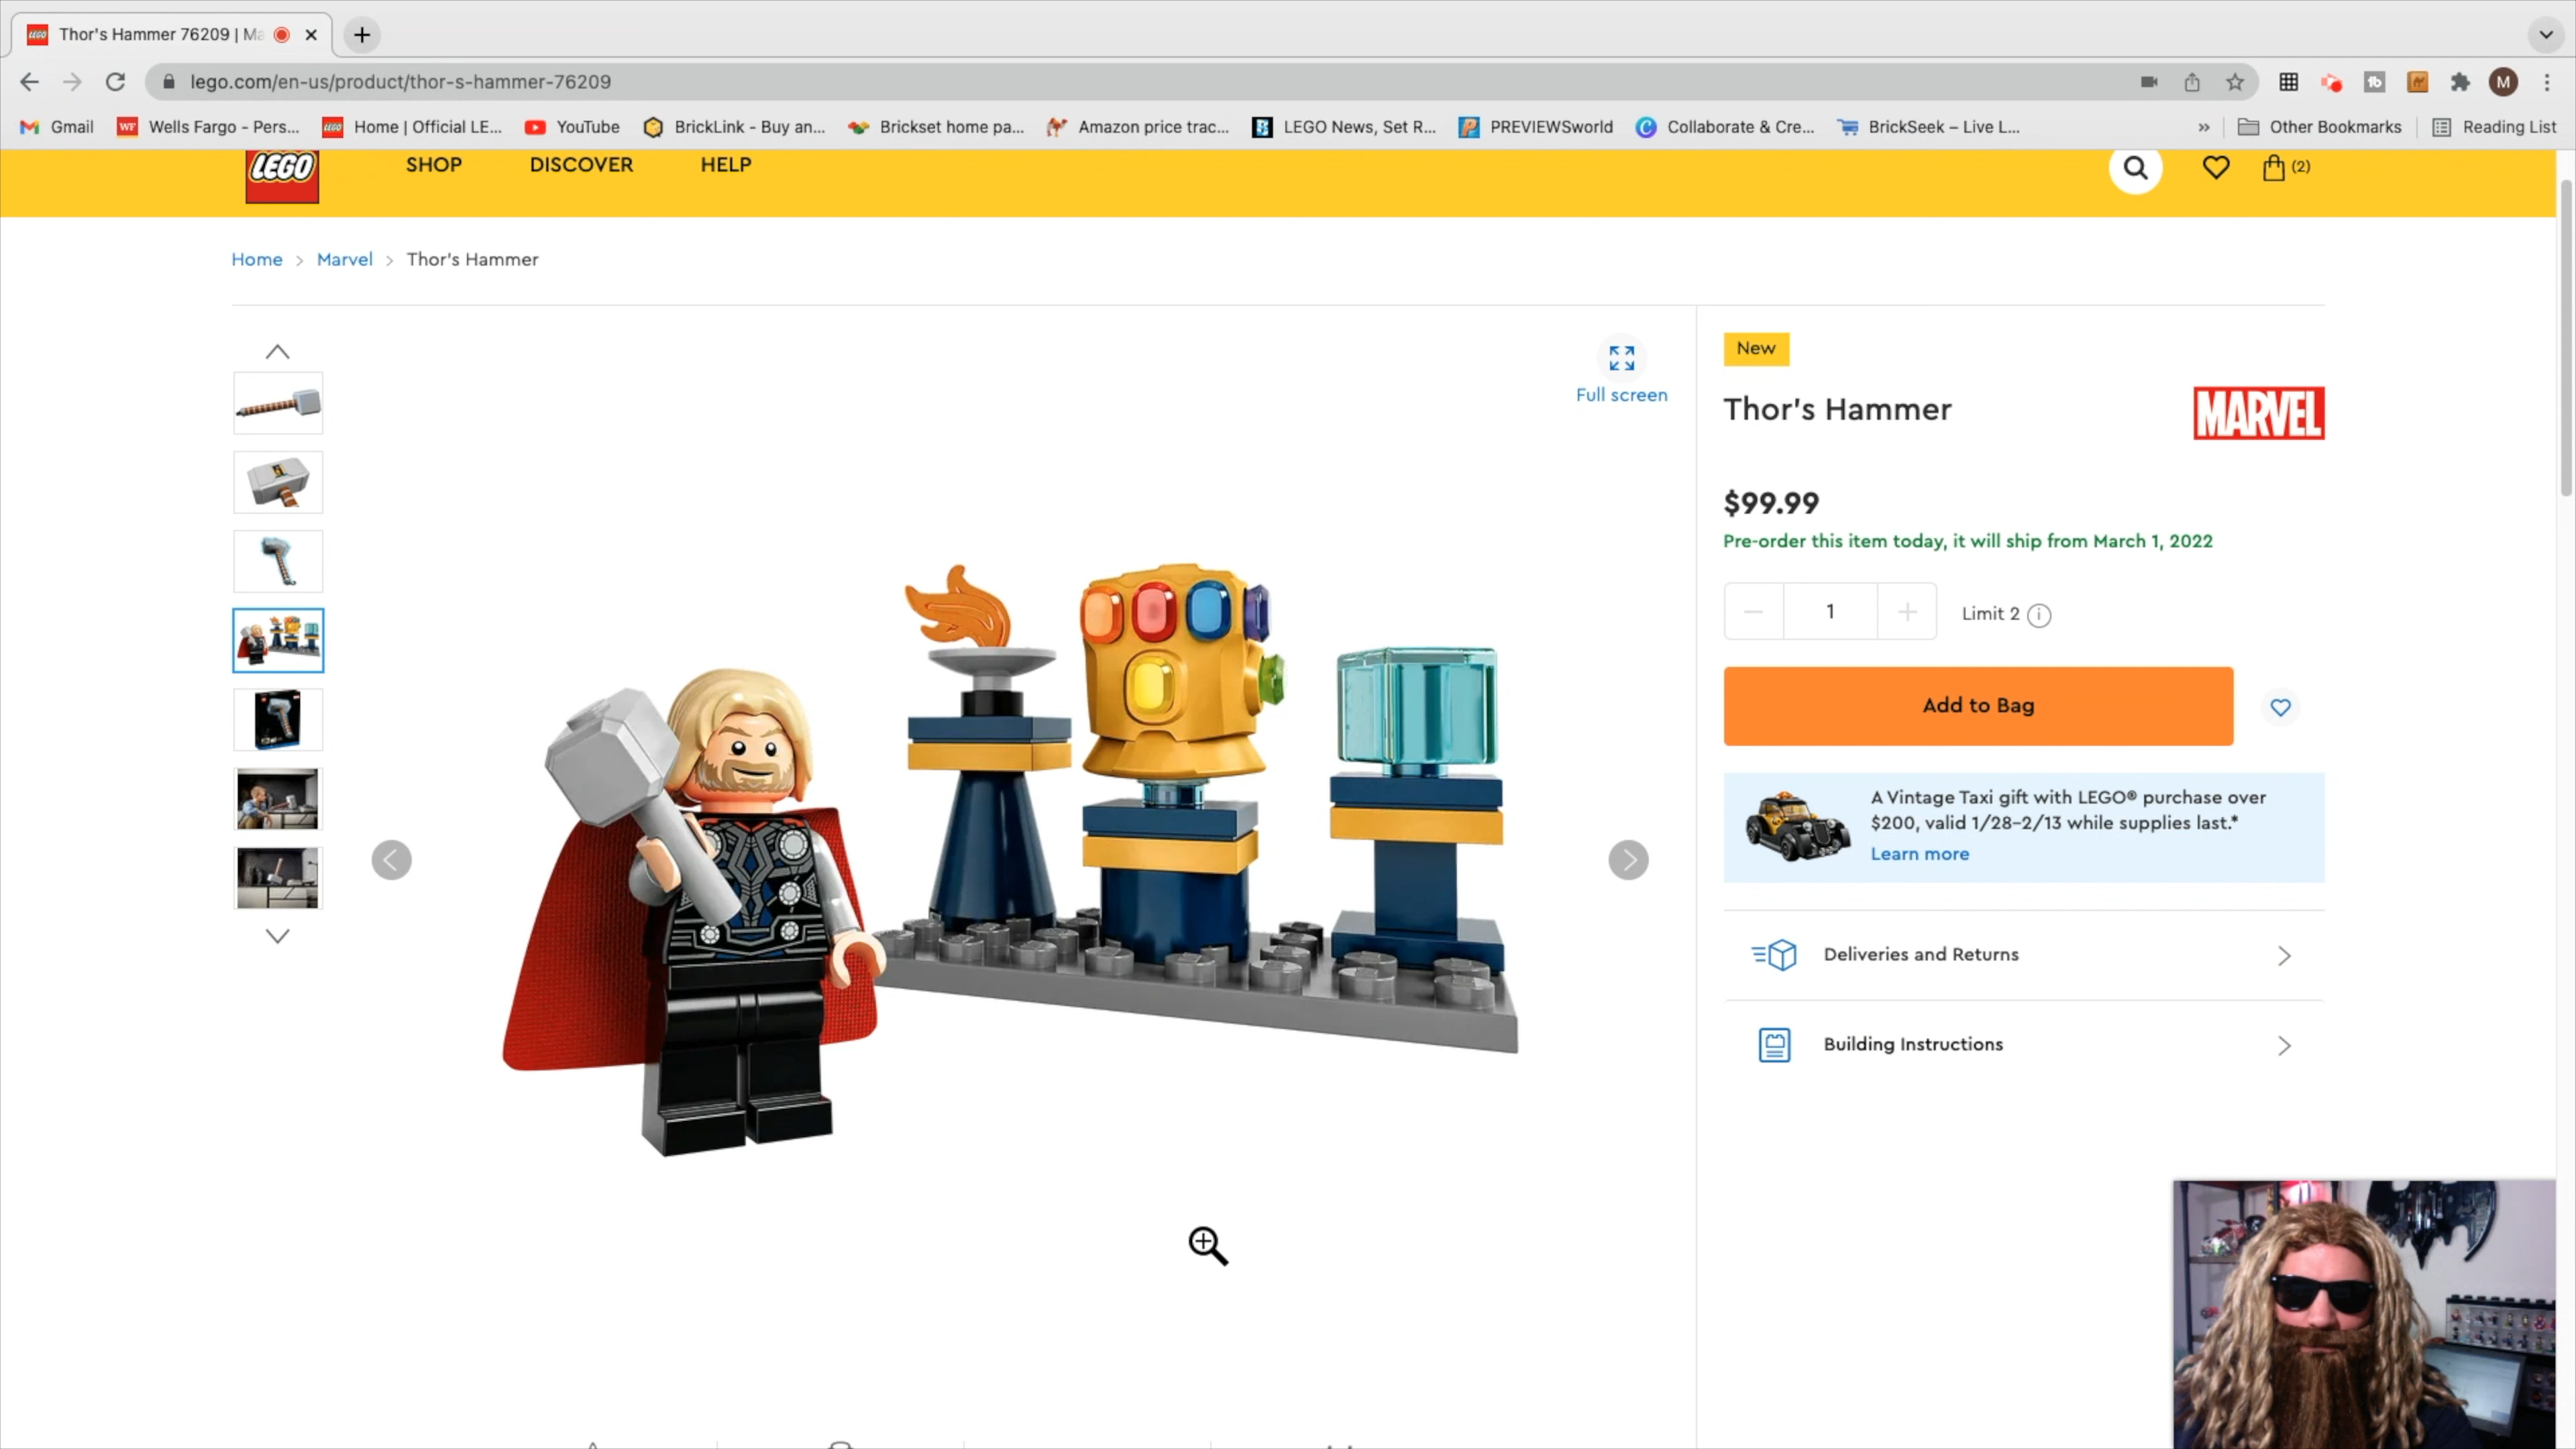 Thor's Hammer 76209 | Ma
lego.com/en-us/product/thor-s-hammer-76209
M
Gmail
WF Wells Fargo - Pers...
Home | Official LE...
YouTube
BrickLink - Buy an...
Brickset home pa...
Amazon price trac...
LEGO News, Set R...
PREVIEWSworld
Collaborate & Cre...
BrickSeek – Live L...
» Other Bookmarks
Reading List
LEGO SHOP DISCOVER HELP (2)
Home > Marvel > Thor's Hammer
Full screen
New
Thor's Hammer
MARVEL
$99.99
Pre-order this item today, it will ship from March 1, 2022
1 Limit 2
Add to Bag
A Vintage Taxi gift with LEGO® purchase over
$200, valid 1/28–2/13 while supplies last.*
Learn more
Deliveries and Returns
Building Instructions